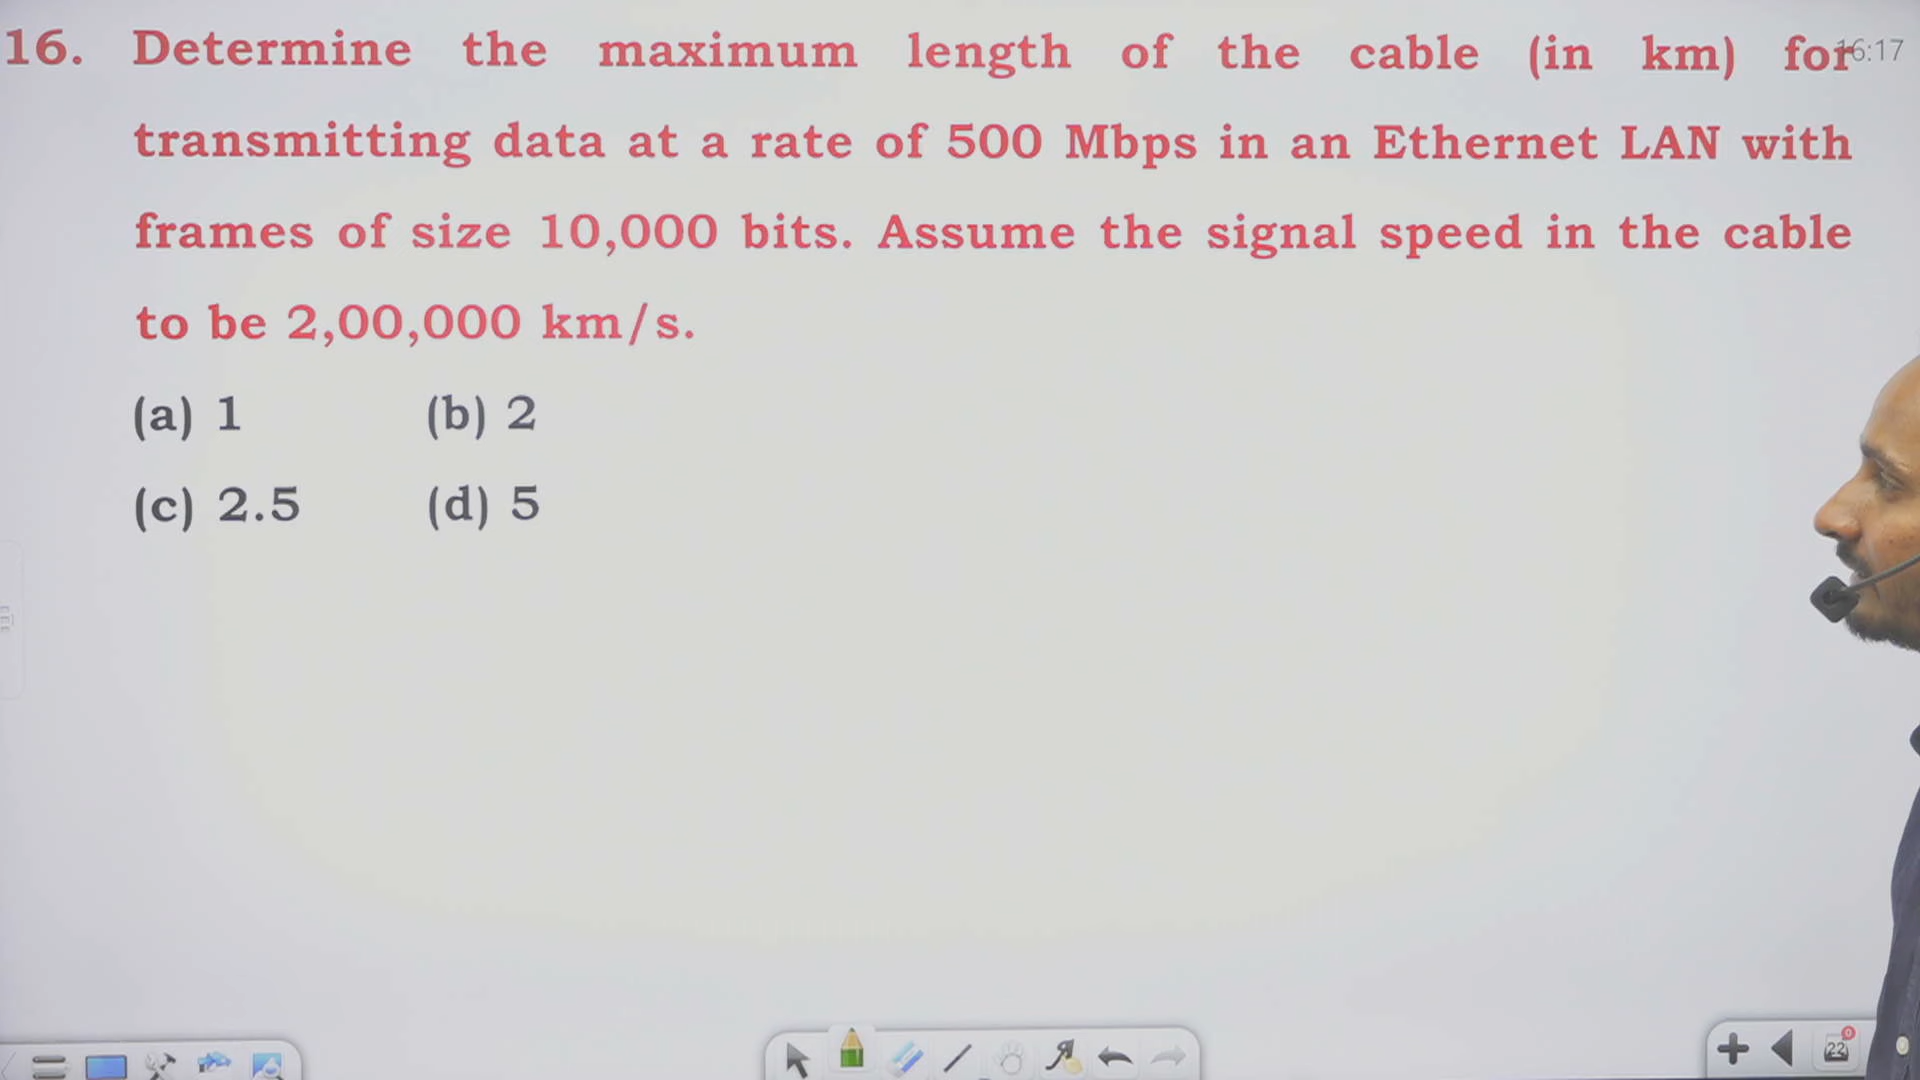 16. Determine the maximum length of the cable (in km) for
16:17
transmitting data at a rate of 500 Mbps in an Ethernet LAN with
frames of size 10,000 bits. Assume the signal speed in the cable
to be 2,00,000 km/s.
(a) 1 (b) 2
(c) 2.5 (d) 5
22
0